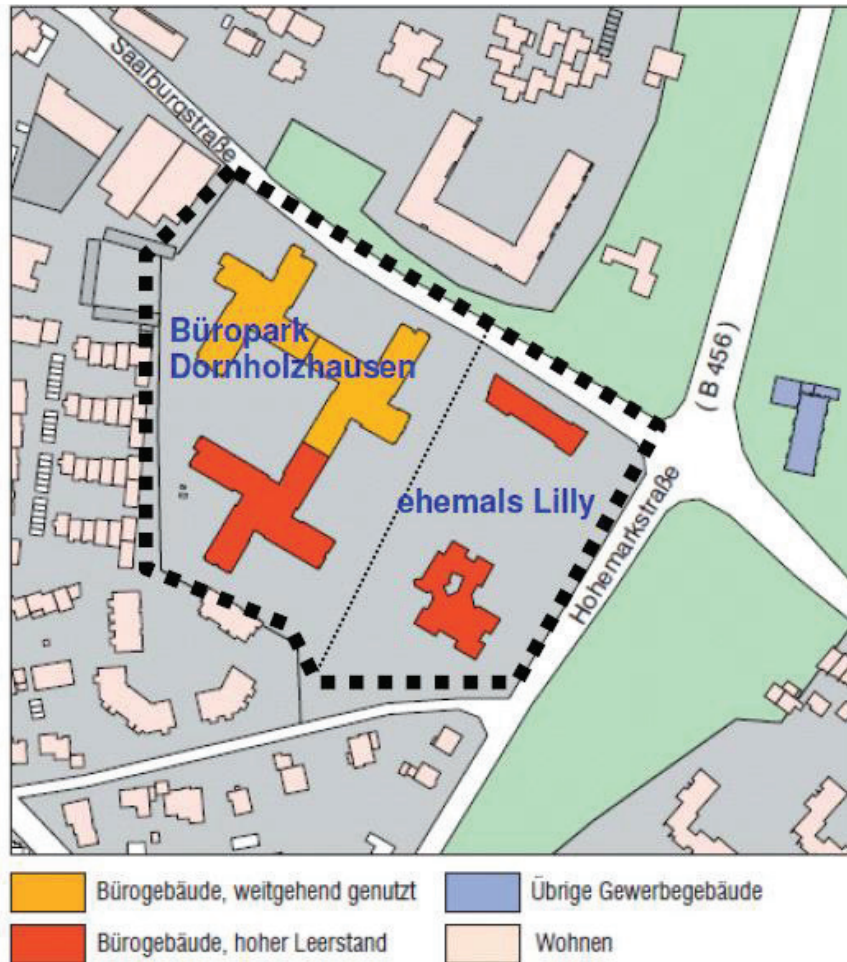 Saalburgstraße
Büropark
Dornholzhausen
( B 456 )
ehemals Lilly
Hohemarkstraße
Bürogebäude, weitgehend genutzt
Übrige Gewerbegebäude
Bürogebäude, hoher Leerstand
Wohnen